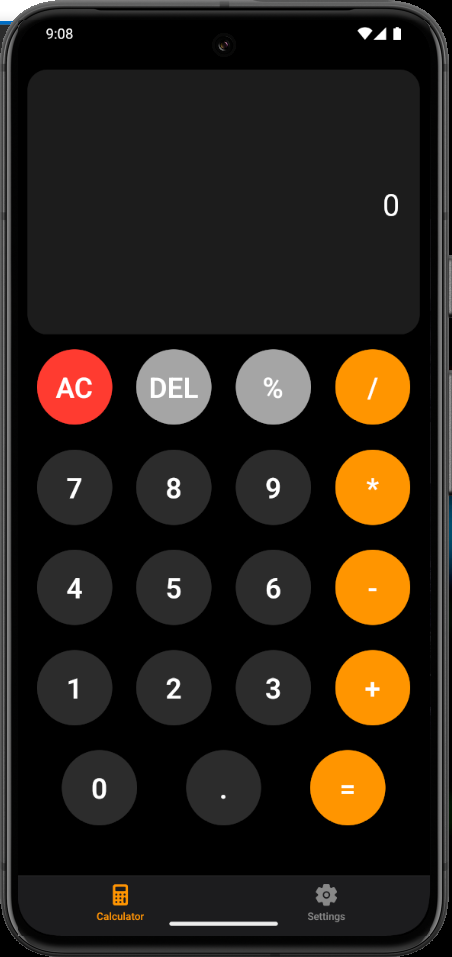 9:08
0
AC DEL % /
7 8 9 *
4 5 6 -
1 2 3 +
0 . =
Calculator Settings